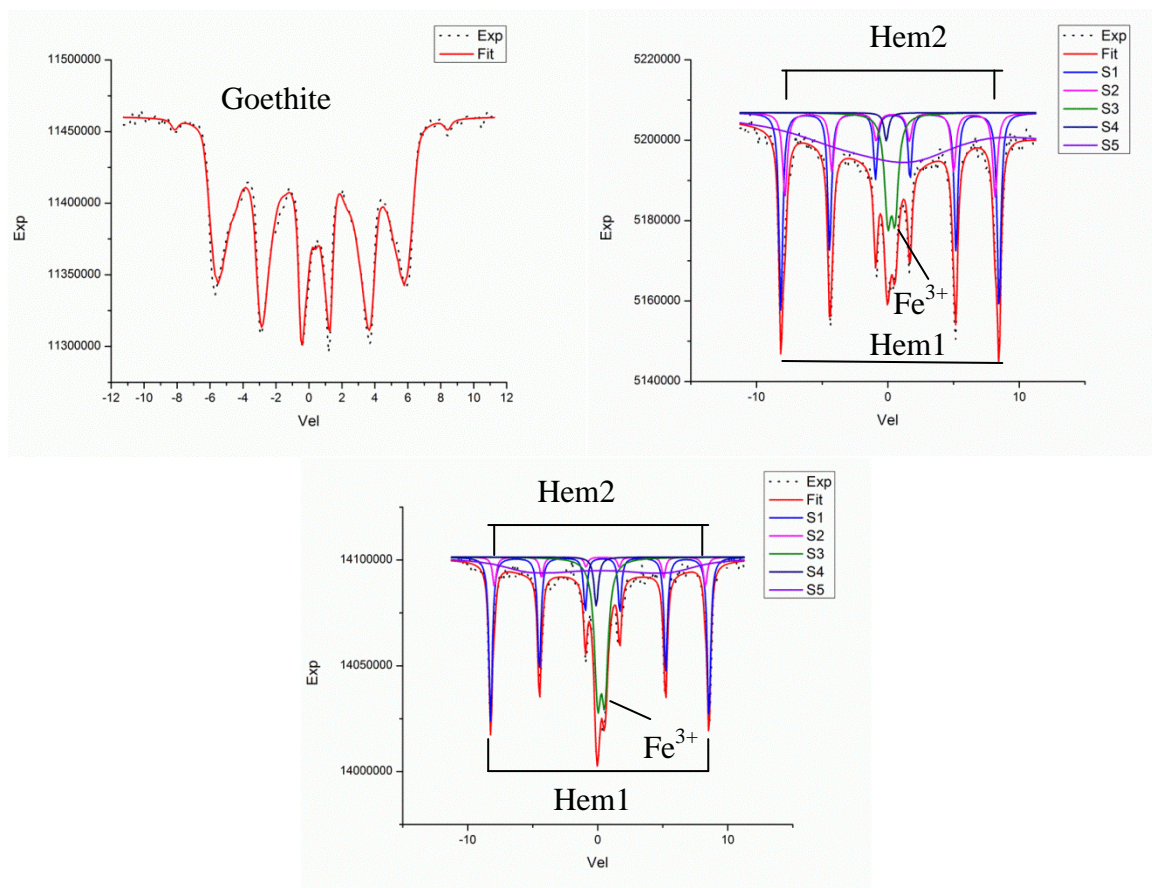 Exp
Fit
Goethite
11500000
11450000
11400000
11350000
11300000
Exp
-12 -10 -8 -6 -4 -2 0 2 4 6 8 10 12
Vel
Hem2
Exp
Fit
S1
S2
S3
S4
S5
5220000
5200000
5180000
5160000
5140000
Exp
Fe3+
Hem1
-10 0 10
Vel
Hem2
Exp
Fit
S1
S2
S3
S4
S5
14100000
14050000
14000000
Exp
Fe3+
Hem1
-10 0 10
Vel